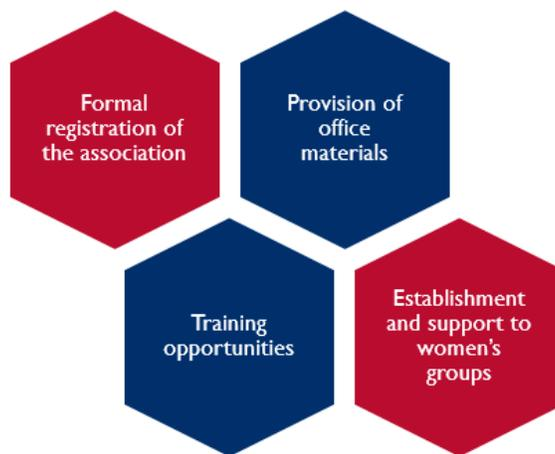 Formal
registration of
the association
Provision of
office
materials
Training
opportunities
Establishment
and support to
women's
groups